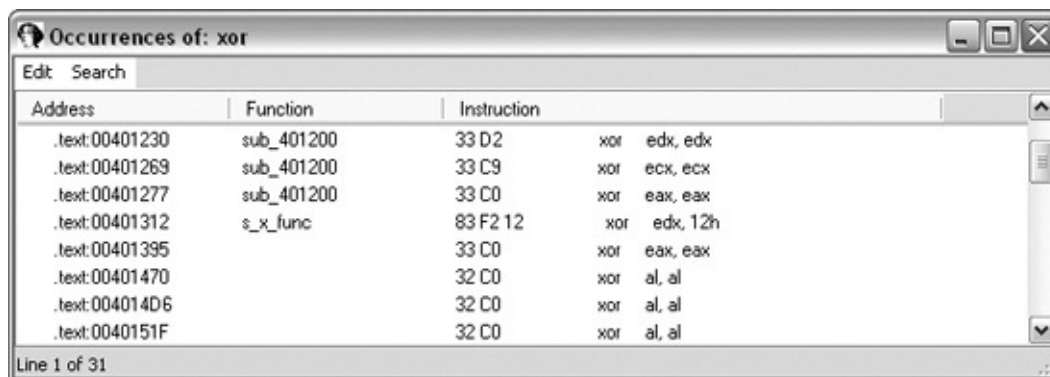 Occurrences of: xor
Edit Search
Address Function Instruction
.text:00401230 sub_401200 33 D2 xor edx, edx
.text:00401269 sub_401200 33 C9 xor ecx, ecx
.text:00401277 sub_401200 33 C0 xor eax, eax
.text:00401312 s_x_func 83 F2 12 xor edx, 12h
.text:00401395 33 C0 xor eax, eax
.text:00401470 32 C0 xor al, al
.text:004014D6 32 C0 xor al, al
.text:0040151F 32 C0 xor al, al
Line 1 of 31